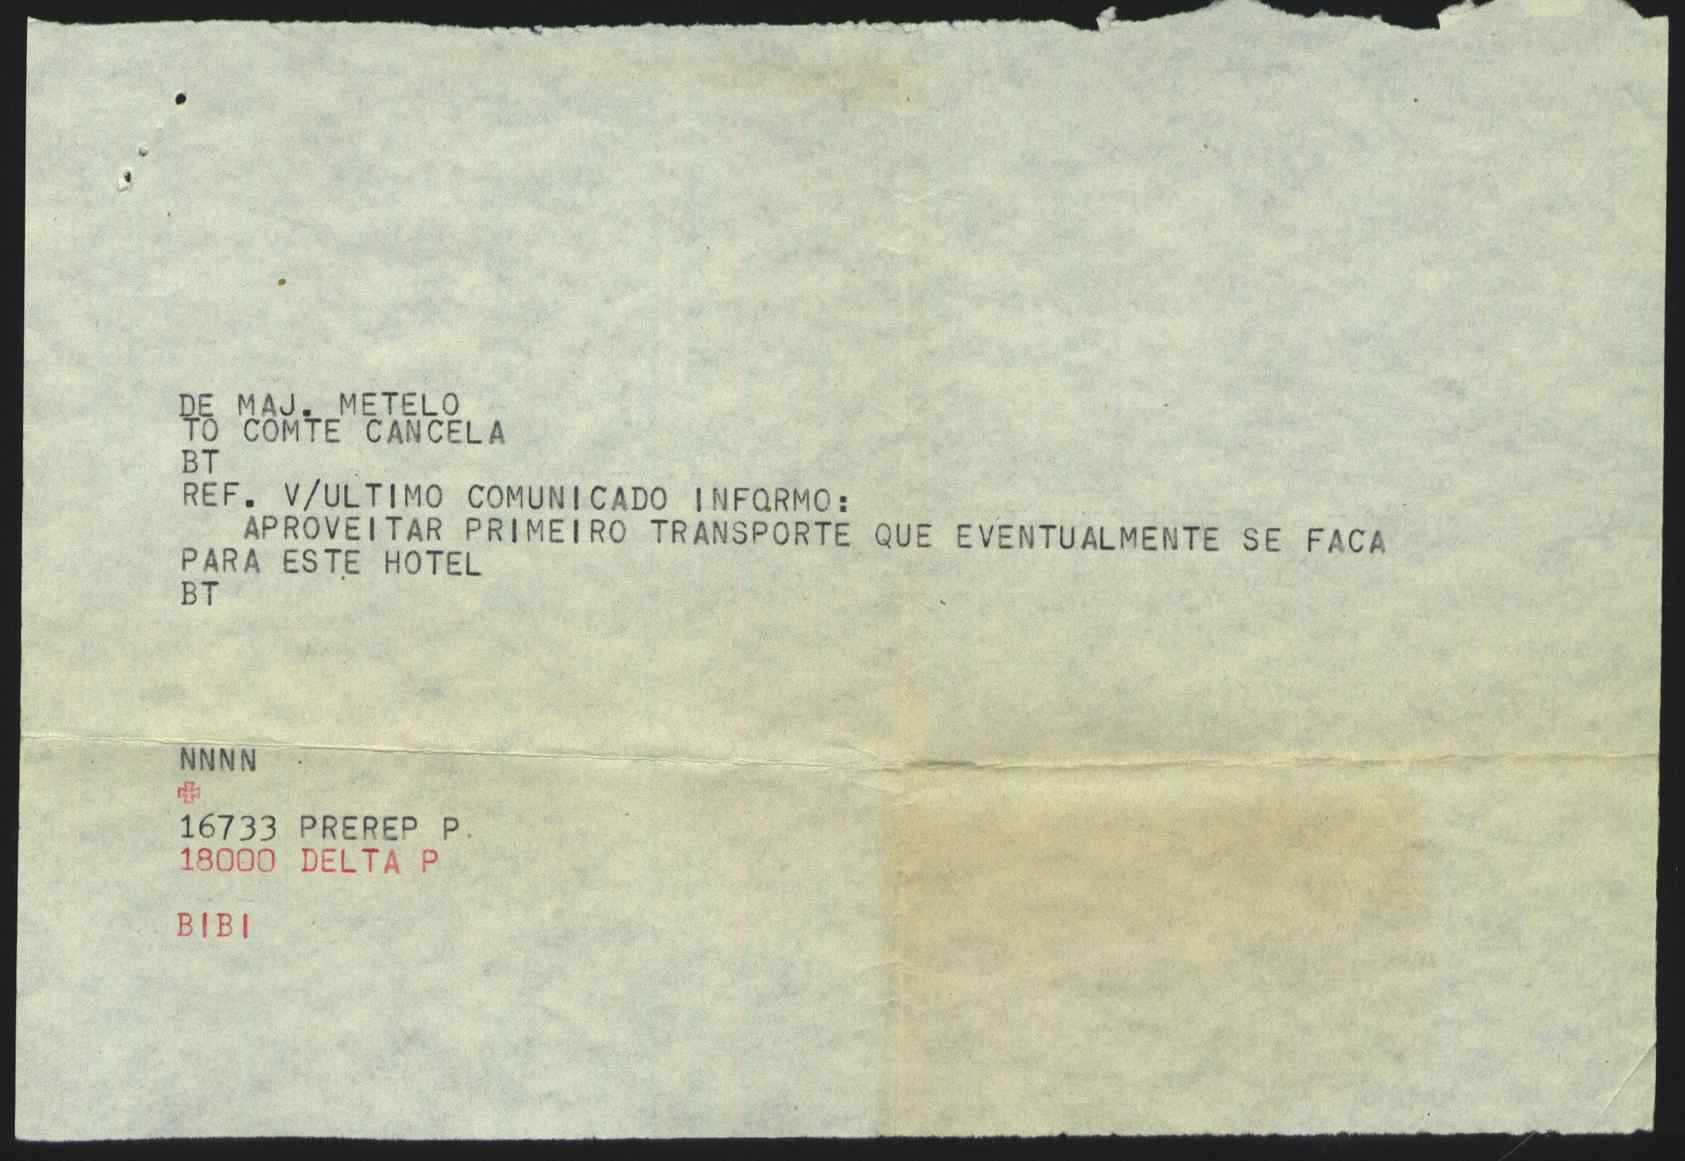 DE MAJ. METELO
TO COMTE CANCELA
BT
REF. V/ULTIMO COMUNICADO INFORMO:
APROVEITAR PRIMEIRO TRANSPORTE QUE EVENTUALMENTE SE FACA
PARA ESTE HOTEL
BT
NNNN
✠
16733 PREREP P.
18000 DELTA P
BIBI